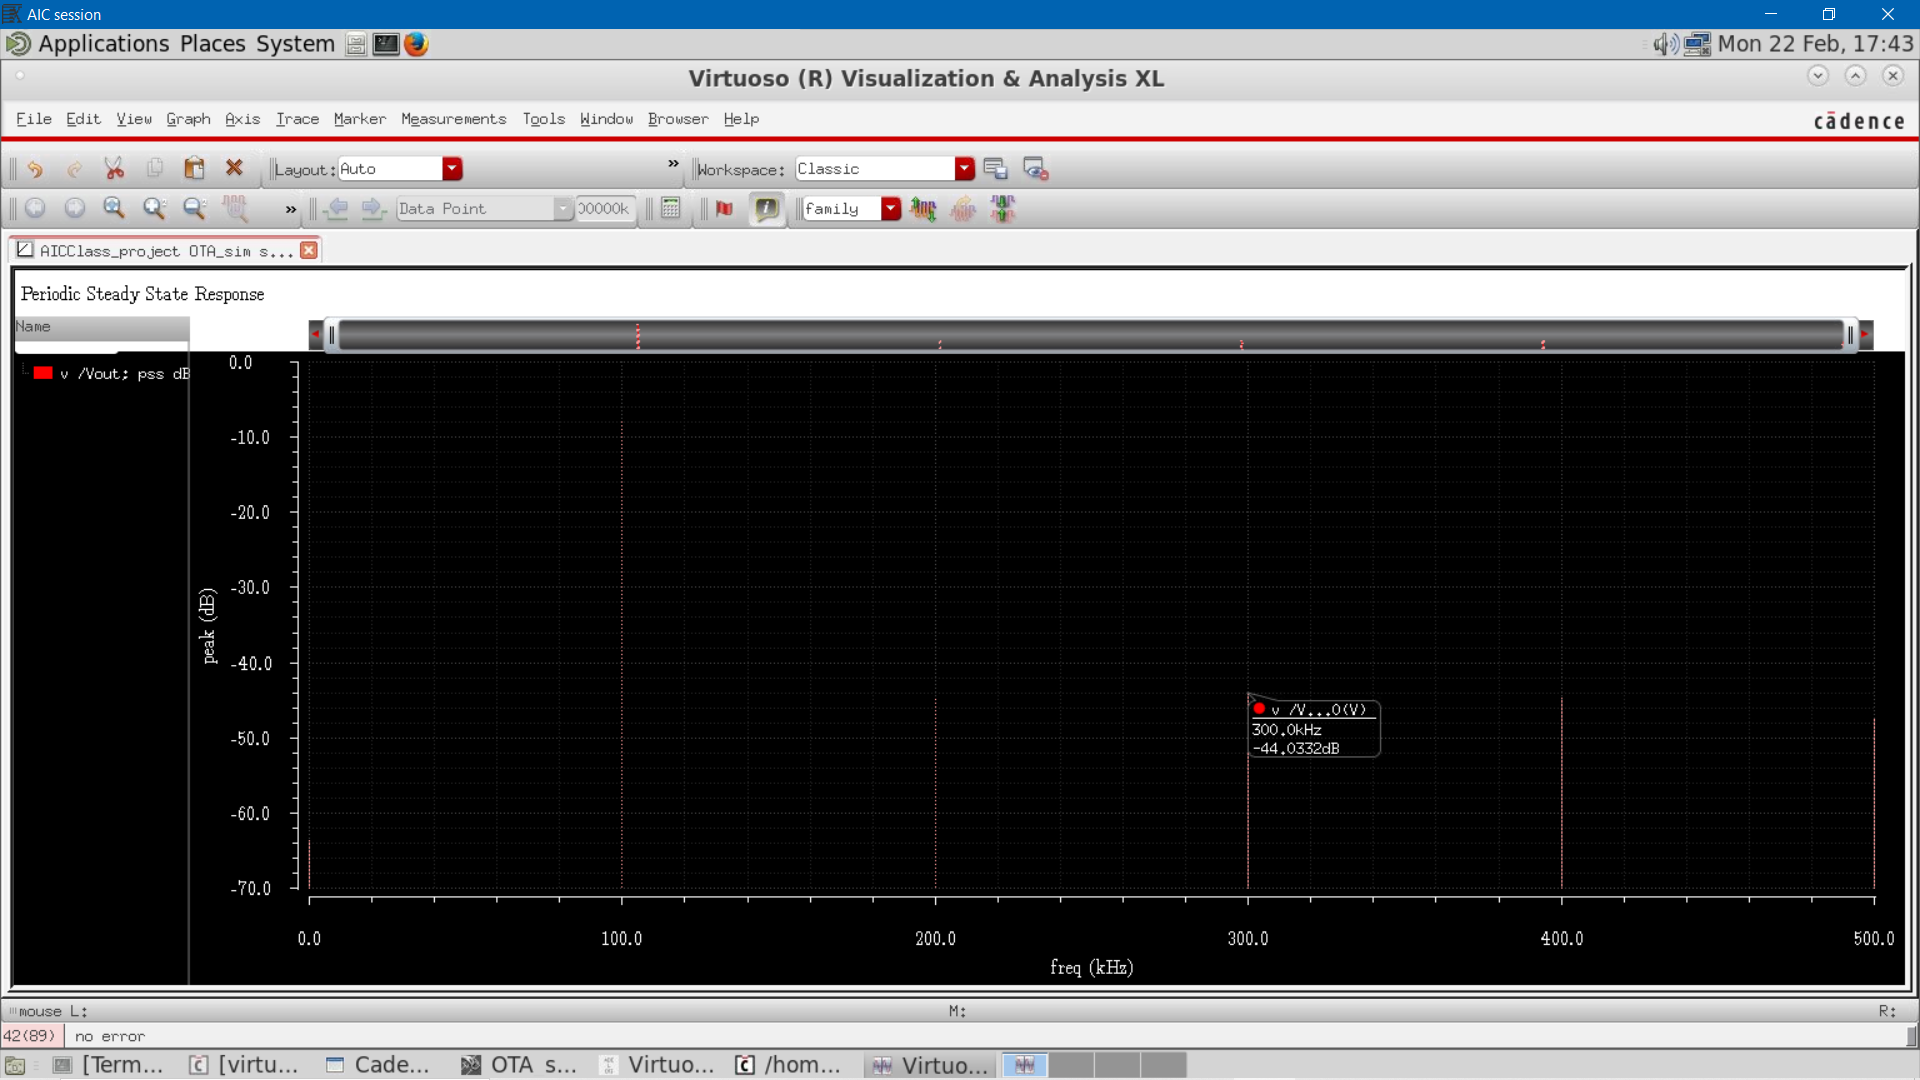 AIC session
Applications Places System
Mon 22 Feb, 17:43
Virtuoso (R) Visualization & Analysis XL
File Edit View Graph Axis Trace Marker Measurements Tools Window Browser Help
cādence
Layout: Auto
»
Workspace: Classic
»
Data Point
00000k
family
AICClass_project OTA_sim s...
Periodic Steady State Response
Name
v /Vout; pss dB
0.0
-10.0
-20.0
-30.0
-40.0
-50.0
-60.0
-70.0
peak (dB)
v /V...0(V)
300.0kHz
-44.0332dB
0.0
100.0
200.0
300.0
400.0
500.0
freq (kHz)
mouse L:
M:
R:
42(89)
no error
[Term...
[virtu...
Cade...
OTA s...
Virtuo...
/hom...
Virtuo...